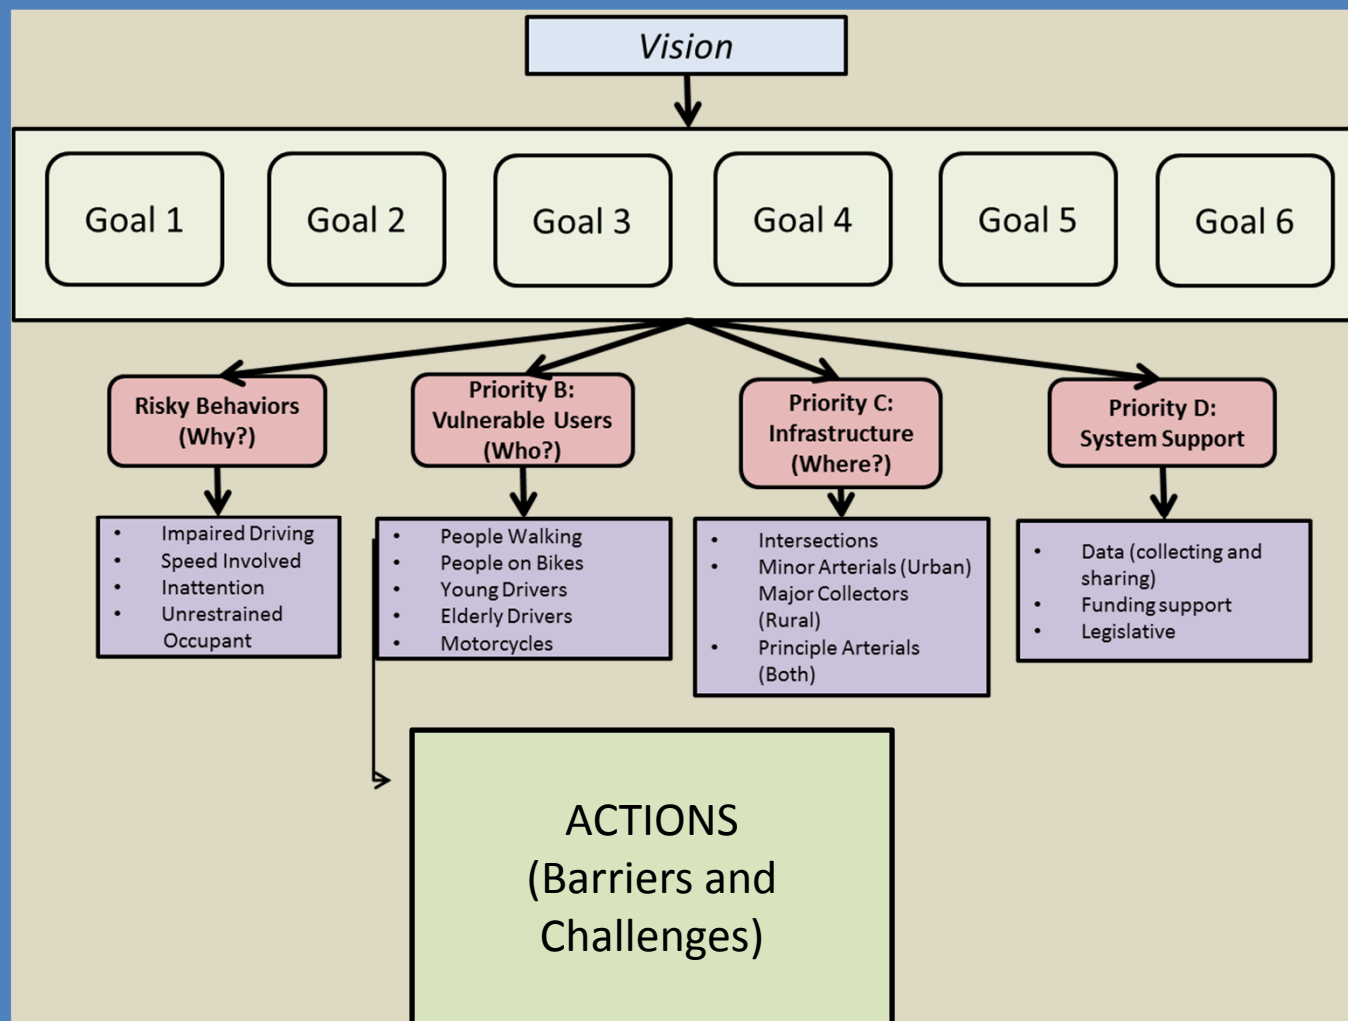 Vision
Goal 1
Goal 2
Goal 3
Goal 4
Goal 5
Goal 6
Risky Behaviors
(Why?)
Priority B:
Vulnerable Users
(Who?)
Priority C:
Infrastructure
(Where?)
Priority D:
System Support
• Impaired Driving
• Speed Involved
• Inattention
• Unrestrained
Occupant
• People Walking
• People on Bikes
• Young Drivers
• Elderly Drivers
• Motorcycles
• Intersections
• Minor Arterials (Urban)
Major Collectors
(Rural)
• Principle Arterials
(Both)
• Data (collecting and
sharing)
• Funding support
• Legislative
ACTIONS
(Barriers and
Challenges)